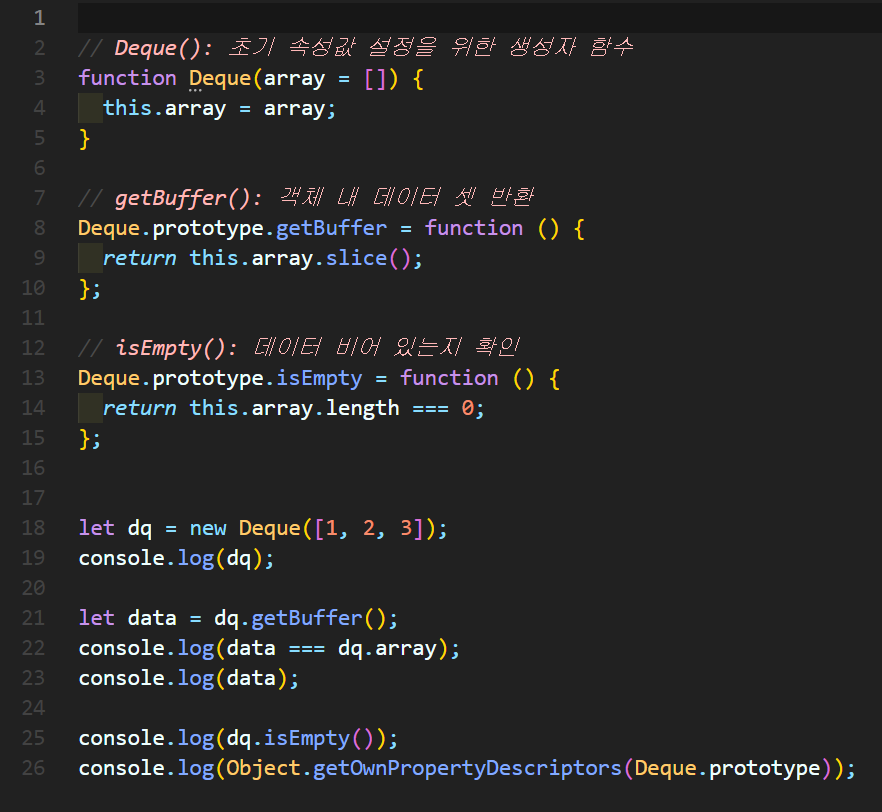 1
2 // Deque(): 초기 속성값 설정을 위한 생성자 함수
3 function Deque(array = []) {
4   this.array = array;
5 }
6
7 // getBuffer(): 객체 내 데이터 셋 반환
8 Deque.prototype.getBuffer = function () {
9   return this.array.slice();
10 };
11
12 // isEmpty(): 데이터 비어 있는지 확인
13 Deque.prototype.isEmpty = function () {
14   return this.array.length === 0;
15 };
16
17
18 let dq = new Deque([1, 2, 3]);
19 console.log(dq);
20
21 let data = dq.getBuffer();
22 console.log(data === dq.array);
23 console.log(data);
24
25 console.log(dq.isEmpty());
26 console.log(Object.getOwnPropertyDescriptors(Deque.prototype));